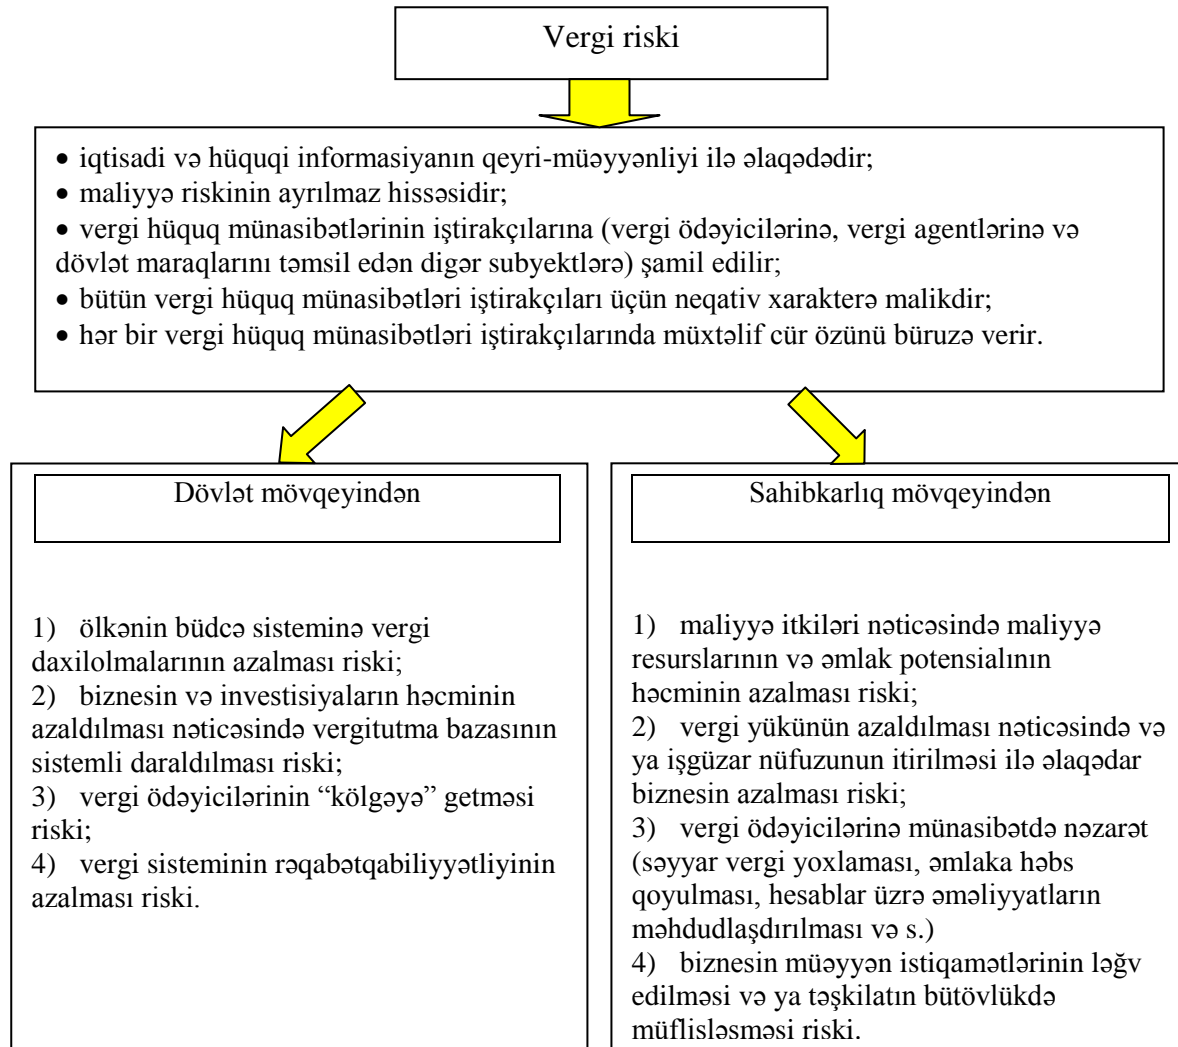 Vergi riski
• iqtisadi və hüquqi informasiyanın qeyri-müəyyənliyi ilə əlaqədədir;
• maliyyə riskinin ayrılmaz hissəsidir;
• vergi hüquq münasibətlərinin iştirakçılarına (vergi ödəyicilərinə, vergi agentlərinə və
dövlət maraqlarını təmsil edən digər subyektlərə) şamil edilir;
• bütün vergi hüquq münasibətləri iştirakçıları üçün neqativ xarakterə malikdir;
• hər bir vergi hüquq münasibətləri iştirakçılarında müxtəlif cür özünü büruzə verir.
Dövlət mövqeyindən
1) ölkənin büdcə sisteminə vergi
daxilolmalarının azalması riski;
2) biznesin və investisiyaların həcminin
azaldılması nəticəsində vergitutma bazasının
sistemli daraldılması riski;
3) vergi ödəyicilərinin “kölgəyə” getməsi
riski;
4) vergi sisteminin rəqabətqabiliyyətliyinin
azalması riski.
Sahibkarlıq mövqeyindən
1) maliyyə itkiləri nəticəsində maliyyə
resurslarının və əmlak potensialının
həcminin azalması riski;
2) vergi yükünün azaldılması nəticəsində və
ya işgüzar nüfuzunun itirilməsi ilə əlaqədar
biznesin azalması riski;
3) vergi ödəyicilərinə münasibətdə nəzarət
(səyyar vergi yoxlaması, əmlaka həbs
qoyulması, hesablar üzrə əməliyyatların
məhdudlaşdırılması və s.)
4) biznesin müəyyən istiqamətlərinin ləğv
edilməsi və ya təşkilatın bütövlükdə
müflisləsməsi riski.